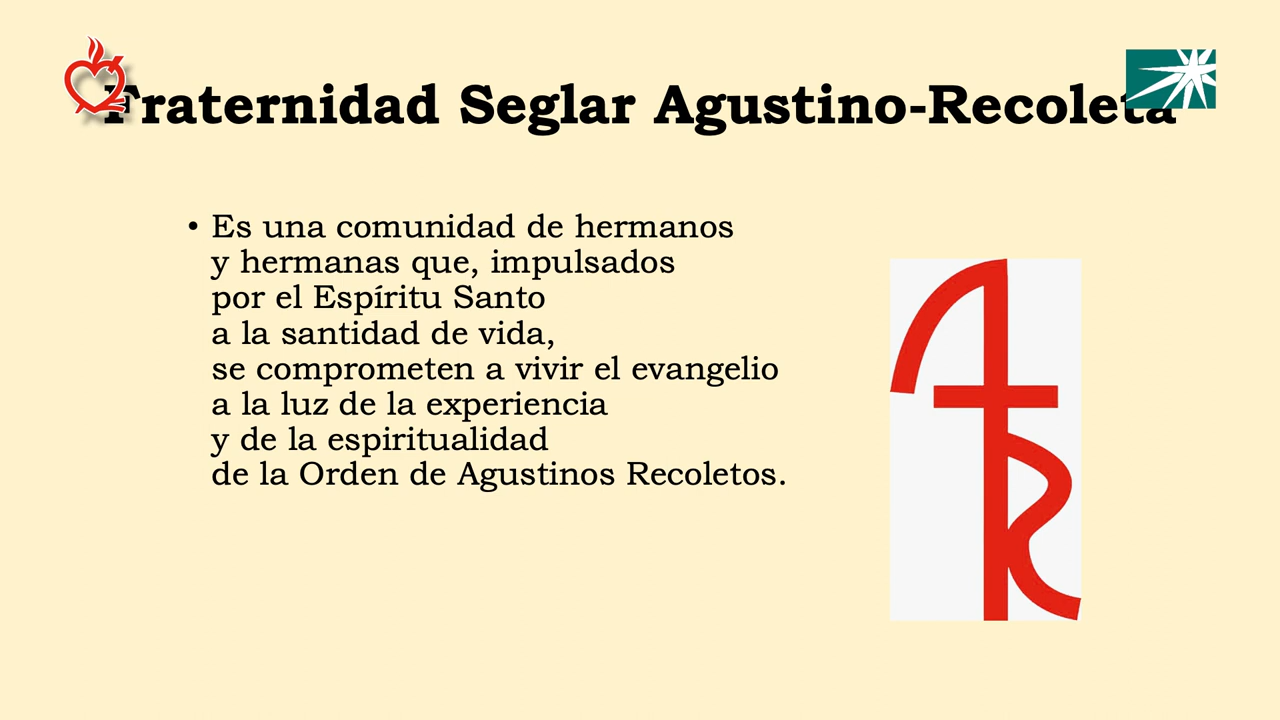 Fraternidad Seglar Agustino-Recoleta
• Es una comunidad de hermanos
y hermanas que, impulsados
por el Espíritu Santo
a la santidad de vida,
se comprometen a vivir el evangelio
a la luz de la experiencia
y de la espiritualidad
de la Orden de Agustinos Recoletos.